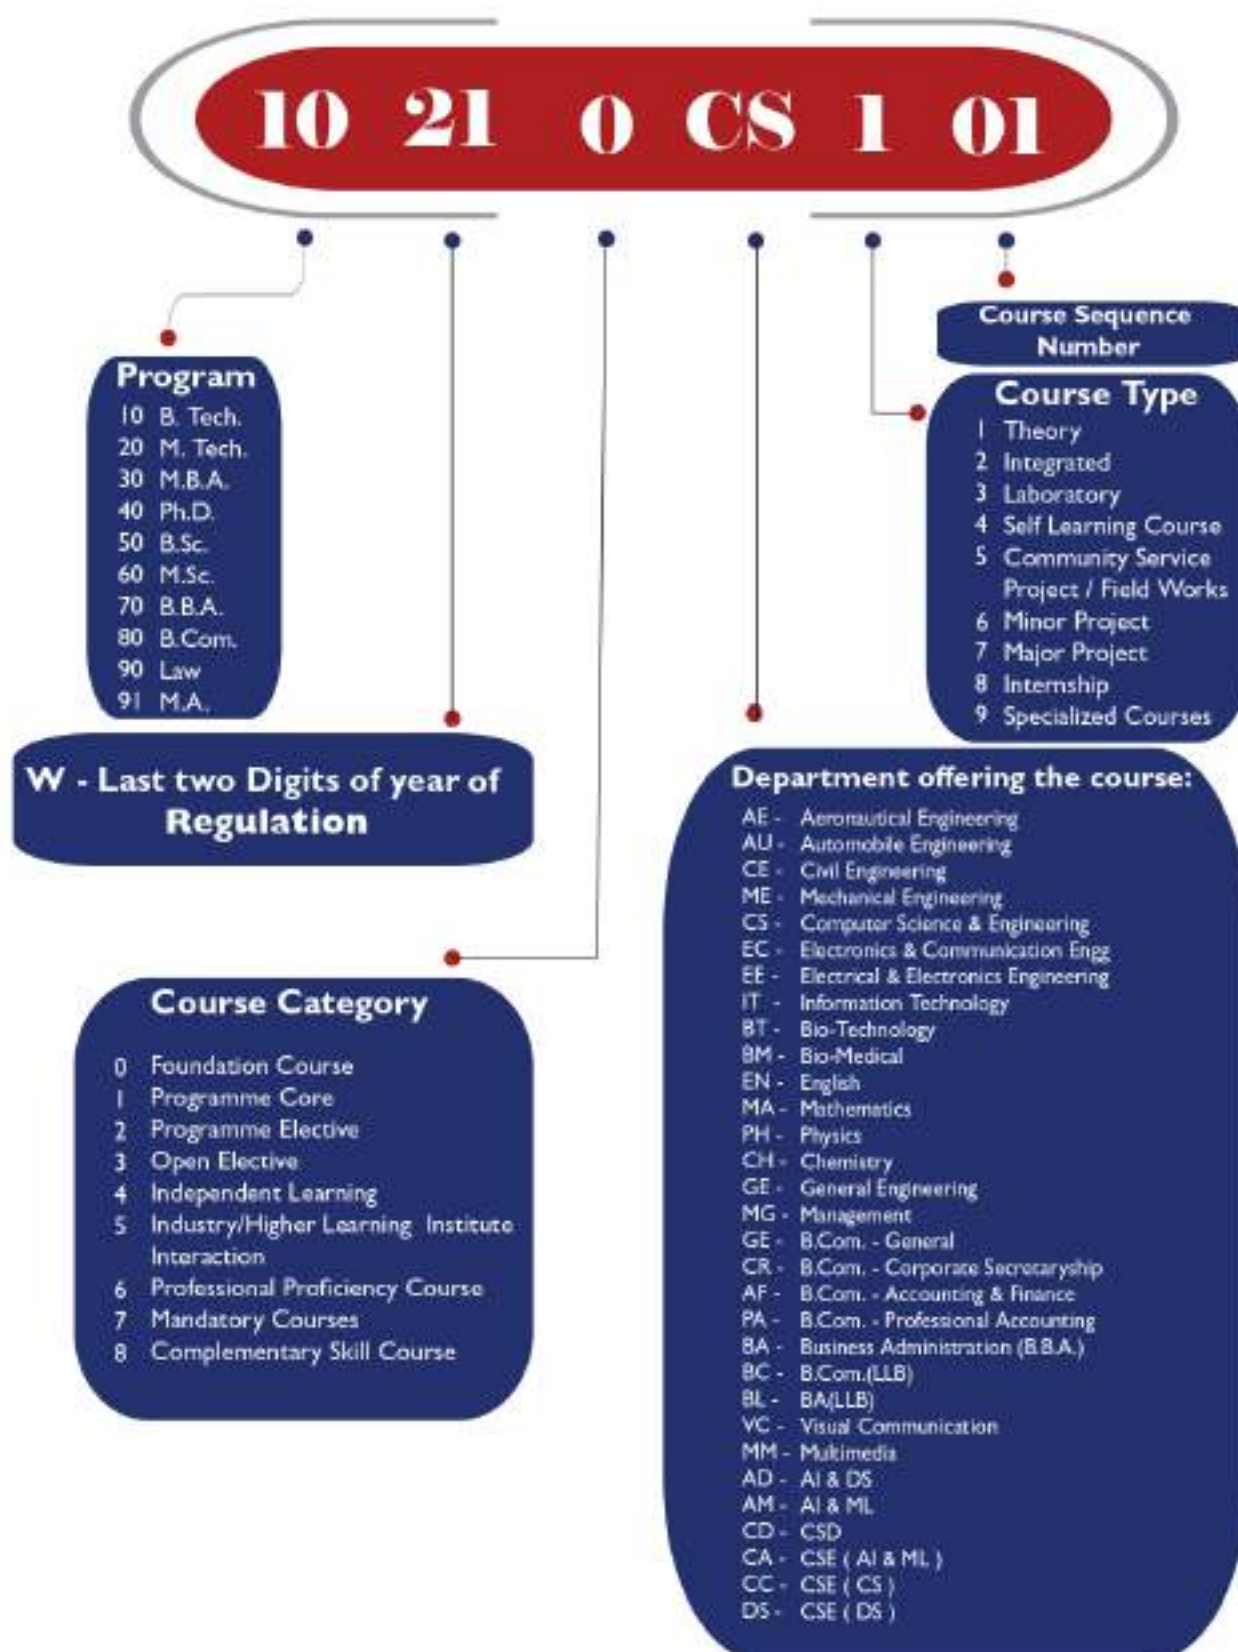 10 21 0 CS 1 01
Program
10 B. Tech.
20 M. Tech.
30 M.B.A.
40 Ph.D.
50 B.Sc.
60 M.Sc.
70 B.B.A.
80 B.Com.
90 Law
91 M.A.
W - Last two Digits of year of
Regulation
Course Category
0 Foundation Course
1 Programme Core
2 Programme Elective
3 Open Elective
4 Independent Learning
5 Industry/Higher Learning Institute
Interaction
6 Professional Proficiency Course
7 Mandatory Courses
8 Complementary Skill Course
Course Sequence
Number
Course Type
1 Theory
2 Integrated
3 Laboratory
4 Self Learning Course
5 Community Service
Project / Field Works
6 Minor Project
7 Major Project
8 Internship
9 Specialized Courses
Department offering the course:
AE - Aeronautical Engineering
AU - Automobile Engineering
CE - Civil Engineering
ME - Mechanical Engineering
CS - Computer Science & Engineering
EC - Electronics & Communication Engg
EE - Electrical & Electronics Engineering
IT - Information Technology
BT - Bio-Technology
BM - Bio-Medical
EN - English
MA - Mathematics
PH - Physics
CH - Chemistry
GE - General Engineering
MG - Management
GE - B.Com. - General
CR - B.Com. - Corporate Secretaryship
AF - B.Com. - Accounting & Finance
PA - B.Com. - Professional Accounting
BA - Business Administration (B.B.A.)
BC - B.Com.(LLB)
BL - BA(LLB)
VC - Visual Communication
MM - Multimedia
AD - AI & DS
AM - AI & ML
CD - CSD
CA - CSE ( AI & ML )
CC - CSE ( CS )
DS - CSE ( DS )